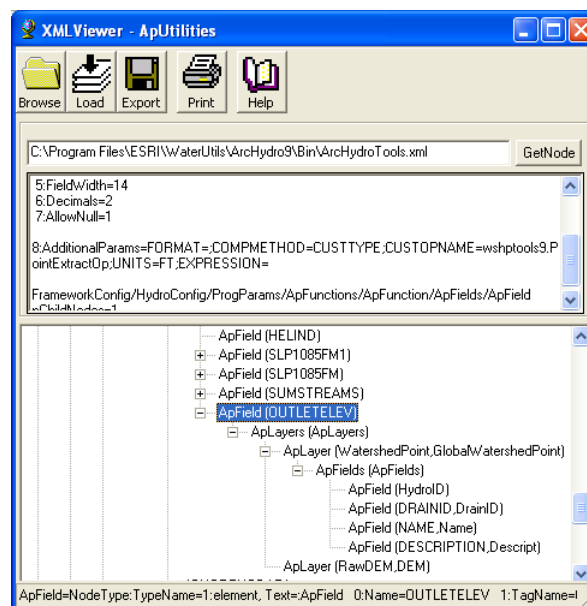 XMLViewer - ApUtilities
Browse Load Export Print Help
C:\Program Files\ESRI\WaterUtils\ArcHydro9\Bin\ArcHydroTools.xml GetNode
5:FieldWidth=14
6:Decimals=2
7:AllowNull=1
8:AdditionalParams=FORMAT=;COMPMETHOD=CUSTTYPE;CUSTOPNAME=wshptools9.P
ointExtractOp;UNITS=FT;EXPRESSION=
FrameworkConfig/HydroConfig/ProgParams/ApFunctions/ApFunction/ApFields/ApField
nChildNodes=1
ApField (HELIND)
ApField (SLP1085FM1)
ApField (SLP1085FM)
ApField (SUMSTREAMS)
ApField (OUTLETELEV)
ApLayers (ApLayers)
ApLayer (WatershedPoint,GlobalWatershedPoint)
ApFields (ApFields)
ApField (HydroID)
ApField (DRAINID,DrainID)
ApField (NAME,Name)
ApField (DESCRIPTION,Descript)
ApLayer (RawDEM,DEM)
ApField=NodeType:TypeName=1:element, Text=:ApField 0:Name=OUTLETELEV 1:TagName=